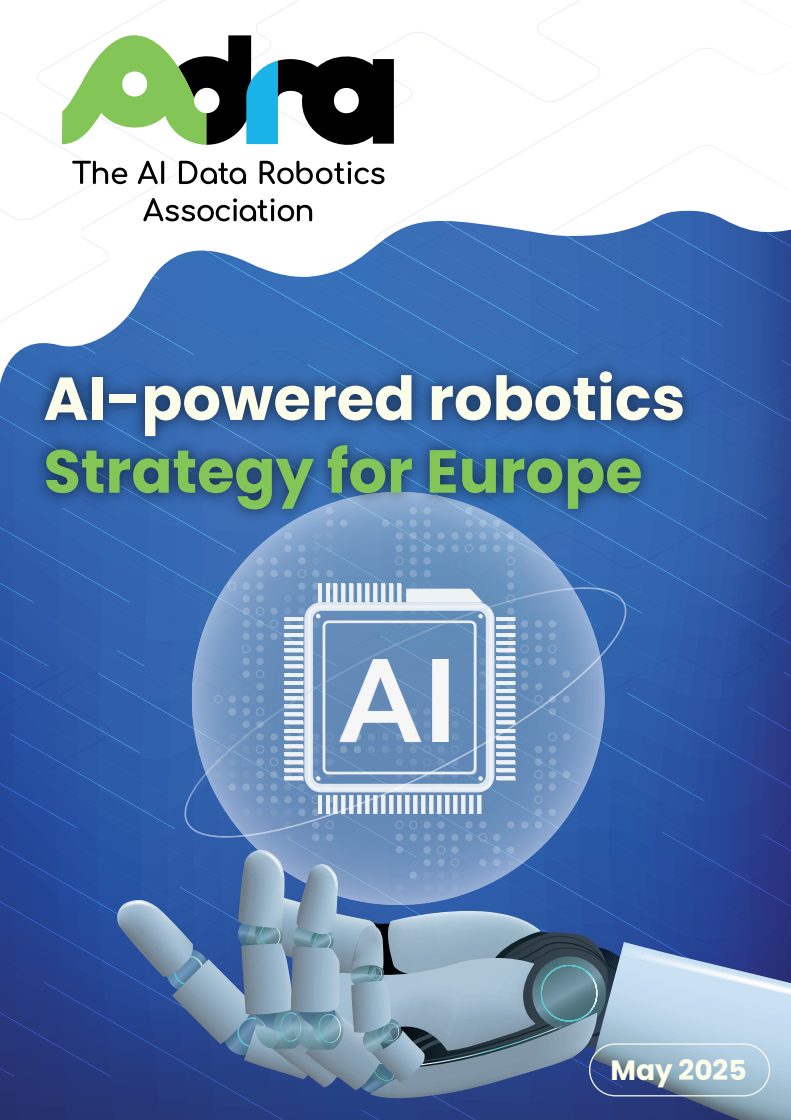 Adra
The AI Data Robotics
Association
AI-powered robotics
Strategy for Europe
AI
May 2025